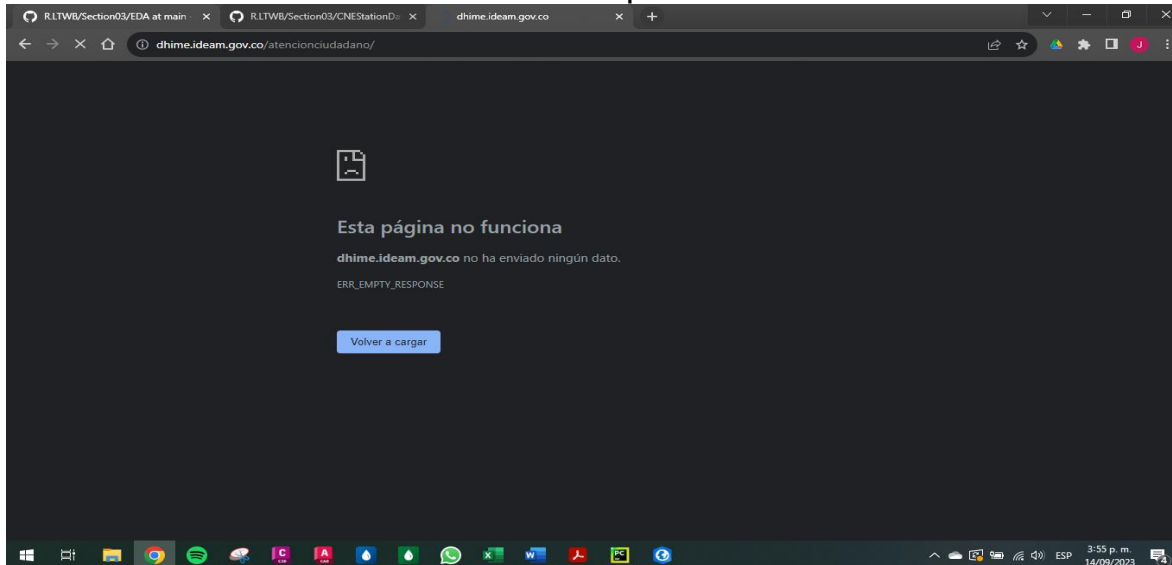 R.LTWB/Section03/EDA at main
R.LTWB/Section03/CNEStationDa
dhime.ideam.gov.co
dhime.ideam.gov.co/atencionciudadano/
J
Esta página no funciona
dhime.ideam.gov.co no ha enviado ningún dato.
ERR_EMPTY_RESPONSE
Volver a cargar
ESP
3:55 p. m.
14/09/2023
4